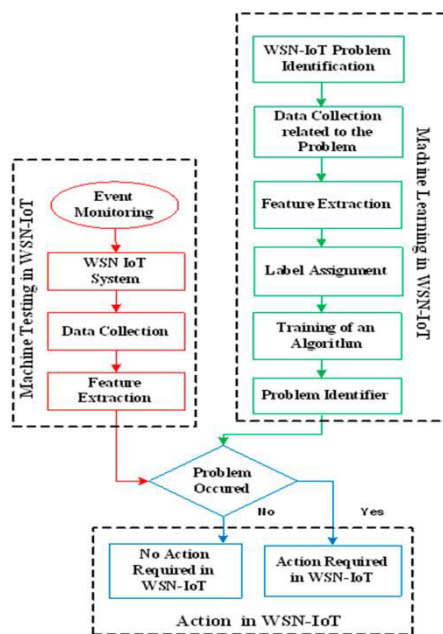 WSN-IoT Problem
Identification
Data Collection
related to the
Problem
Feature Extraction
Label Assignment
Training of an
Algorithm
Problem Identifier
Machine Learning in WSN-IoT
Event
Monitoring
WSN IoT
System
Data Collection
Feature
Extraction
Machine Testing in WSN-IoT
Problem
Occured
No
Yes
No Action
Required in
WSN-IoT
Action Required
in WSN-IoT
Action in WSN-IoT